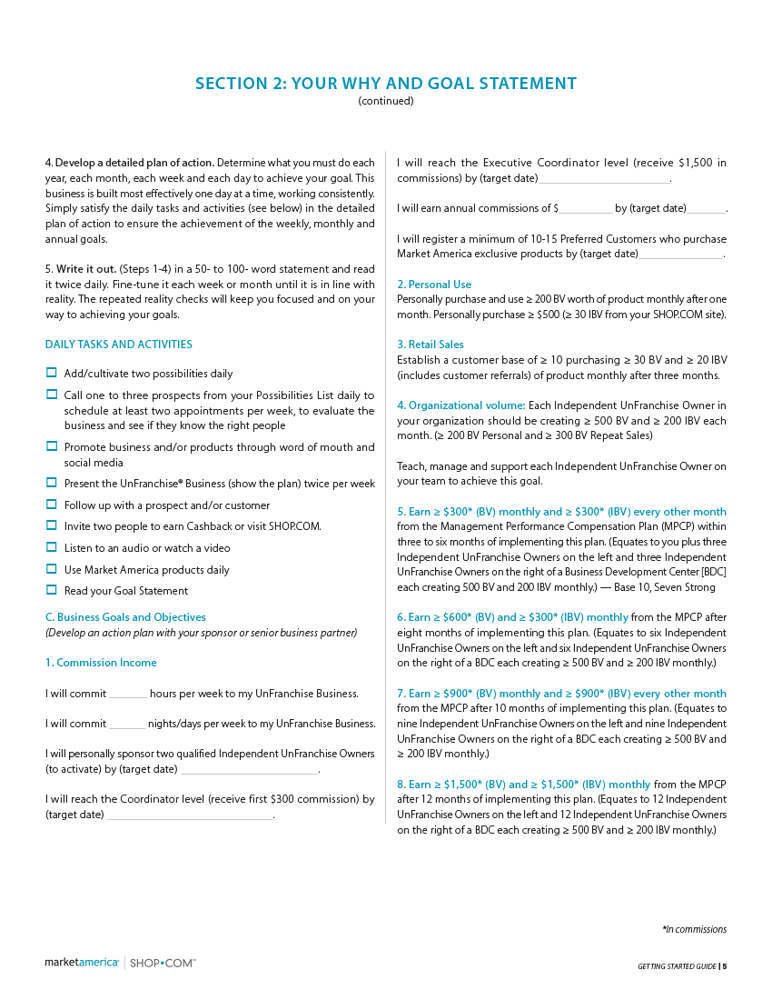 SECTION 2: YOUR WHY AND GOAL STATEMENT
(continued)
4. Develop a detailed plan of action. Determine what you must do each
year, each month, each week and each day to achieve your goal. This
business is built most effectively one day at a time, working consistently.
Simply satisfy the daily tasks and activities (see below) in the detailed
plan of action to ensure the achievement of the weekly, monthly and
annual goals.
5. Write it out. (Steps 1-4) in a 50- to 100- word statement and read
it twice daily. Fine-tune it each week or month until it is in line with
reality. The repeated reality checks will keep you focused and on your
way to achieving your goals.
DAILY TASKS AND ACTIVITIES
Add/cultivate two possibilities daily
Call one to three prospects from your Possibilities List daily to
schedule at least two appointments per week, to evaluate the
business and see if they know the right people
Promote business and/or products through word of mouth and
social media
Present the UnFranchise® Business (show the plan) twice per week
Follow up with a prospect and/or customer
Invite two people to earn Cashback or visit SHOP.COM.
Listen to an audio or watch a video
Use Market America products daily
Read your Goal Statement
C. Business Goals and Objectives
(Develop an action plan with your sponsor or senior business partner)
1. Commission Income
I will commit _______ hours per week to my UnFranchise Business.
I will commit _______ nights/days per week to my UnFranchise Business.
I will personally sponsor two qualified Independent UnFranchise Owners
(to activate) by (target date) _________________________.
I will reach the Coordinator level (receive first $300 commission) by
(target date) ______________________________.
I will reach the Executive Coordinator level (receive $1,500 in
commissions) by (target date)________________________.
I will earn annual commissions of $__________ by (target date)_______.
I will register a minimum of 10-15 Preferred Customers who purchase
Market America exclusive products by (target date)_______________.
2. Personal Use
Personally purchase and use ≥ 200 BV worth of product monthly after one
month. Personally purchase ≥ $500 (≥ 30 IBV from your SHOP.COM site).
3. Retail Sales
Establish a customer base of ≥ 10 purchasing ≥ 30 BV and ≥ 20 IBV
(includes customer referrals) of product monthly after three months.
4. Organizational volume: Each Independent UnFranchise Owner in
your organization should be creating ≥ 500 BV and ≥ 200 IBV each
month. (≥ 200 BV Personal and ≥ 300 BV Repeat Sales)
Teach, manage and support each Independent UnFranchise Owner on
your team to achieve this goal.
5. Earn ≥ $300* (BV) monthly and ≥ $300* (IBV) every other month
from the Management Performance Compensation Plan (MPCP) within
three to six months of implementing this plan. (Equates to you plus three
Independent UnFranchise Owners on the left and three Independent
UnFranchise Owners on the right of a Business Development Center [BDC]
each creating 500 BV and 200 IBV monthly.) — Base 10, Seven Strong
6. Earn ≥ $600* (BV) and ≥ $300* (IBV) monthly from the MPCP after
eight months of implementing this plan. (Equates to six Independent
UnFranchise Owners on the left and six Independent UnFranchise Owners
on the right of a BDC each creating ≥ 500 BV and ≥ 200 IBV monthly.)
7. Earn ≥ $900* (BV) monthly and ≥ $900* (IBV) every other month
from the MPCP after 10 months of implementing this plan. (Equates to
nine Independent UnFranchise Owners on the left and nine Independent
UnFranchise Owners on the right of a BDC each creating ≥ 500 BV and
≥ 200 IBV monthly.)
8. Earn ≥ $1,500* (BV) and ≥ $1,500* (IBV) monthly from the MPCP
after 12 months of implementing this plan. (Equates to 12 Independent
UnFranchise Owners on the left and 12 Independent UnFranchise Owners
on the right of a BDC each creating ≥ 500 BV and ≥ 200 IBV monthly.)
*In commissions
marketamerica | SHOP•COM™
GETTING STARTED GUIDE | 5